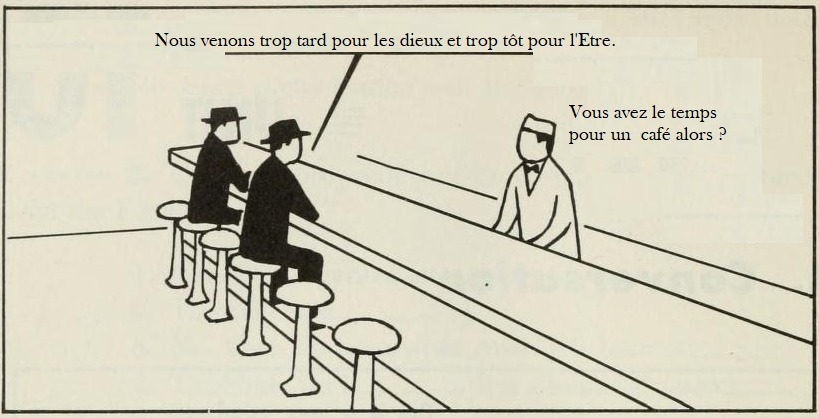 Nous venons trop tard pour les dieux et trop tôt pour l'Etre.
Vous avez le temps
pour un café alors ?